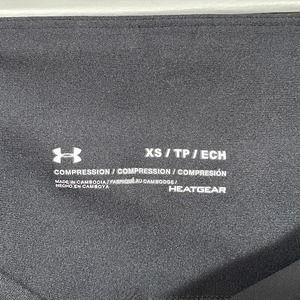 XS / TP / ECH
COMPRESSION / COMPRESSION / COMPRESIÓN
MADE IN CAMBODIA / FABRIQUÉ AU CAMBODGE /
HECHO EN CAMBOYA
HEATGEAR